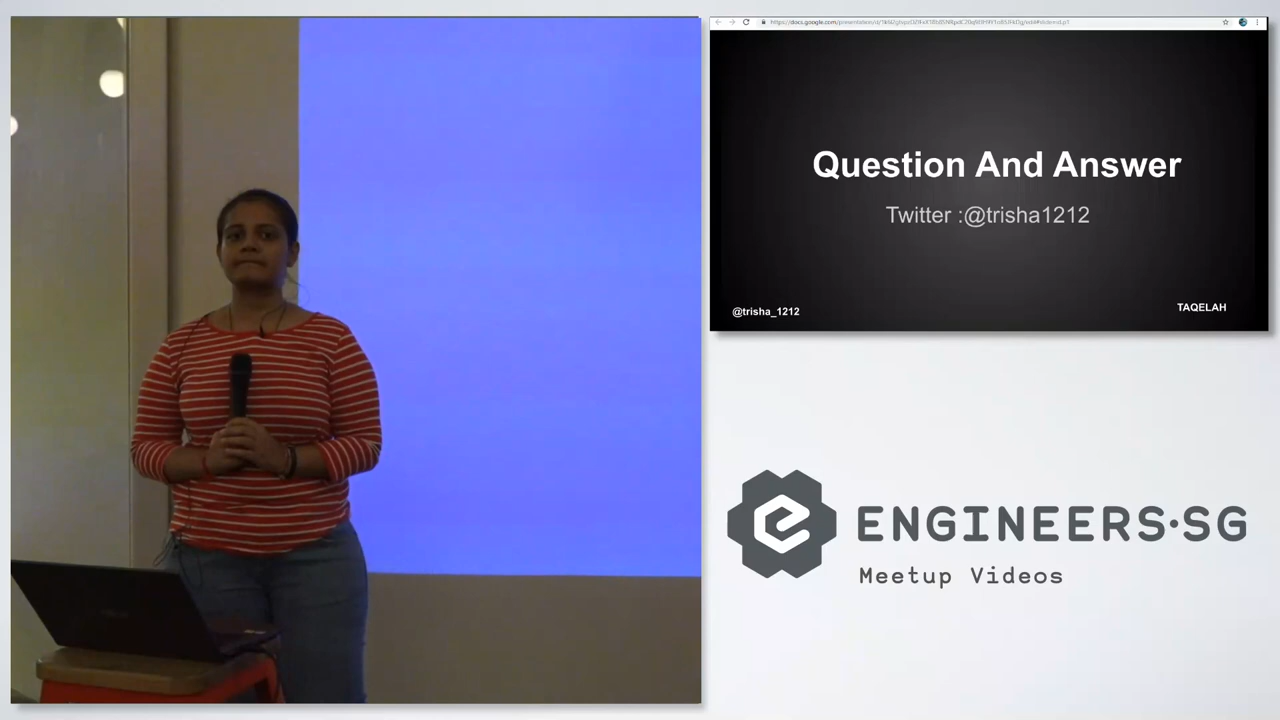 Question And Answer
Twitter :@trisha1212
@trisha_1212
TAQELAH
ENGINEERS·SG
Meetup Videos